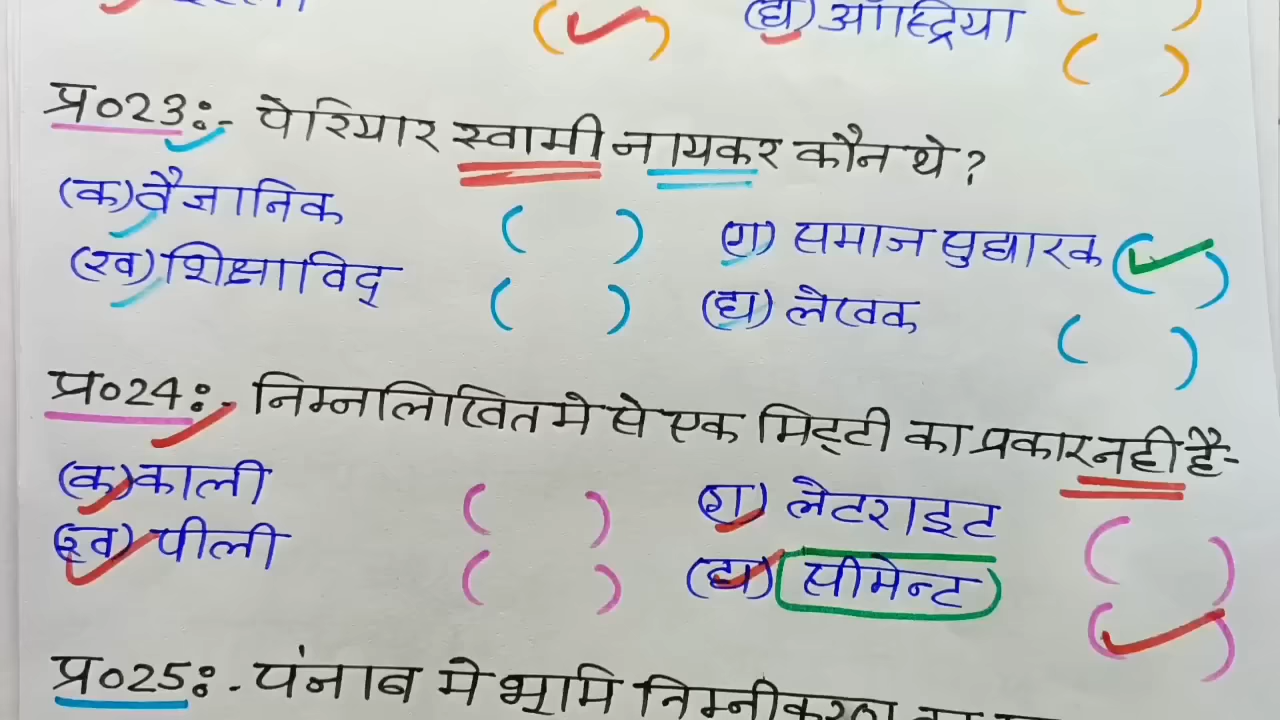 (घ) ऑस्ट्रिया
प्र०23:- पेरियार स्वामी नायकर कौन थे ?
(क) वैज्ञानिक ( ) (ग) समाज सुधारक (✓)
(ख) शिक्षाविद् ( ) (घ) लेखक ( )
प्र०24:- निम्नलिखित मे से एक मिट्टी का प्रकार नही है-
(क) काली ( ) (ग) लेटराइट ( )
(ख) पीली ( ) (घ) सीमेन्ट (✓)
प्र०25:- पंजाब मे भूमि निम्नीकरण का